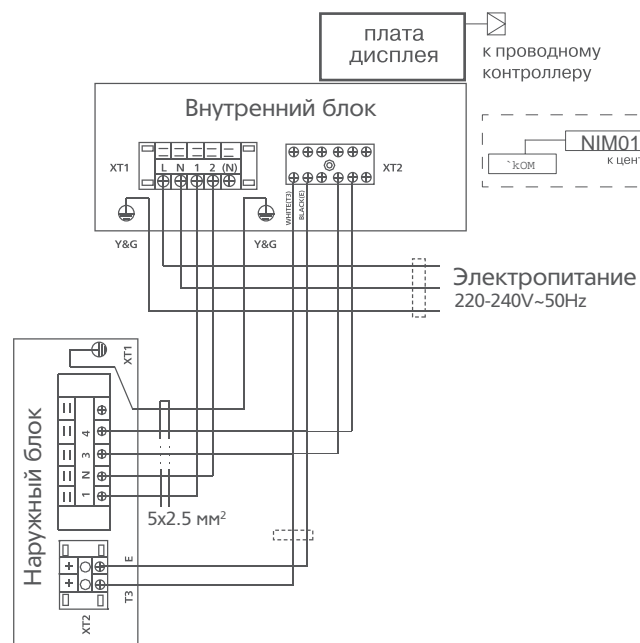 плата
дисплея
к проводному
контроллеру
Внутренний блок
XT1
L N 1 2 (N)
XT2
WHITE(T3)
BLACK(E)
NIM01
к цент
`kOM
Y&G
Y&G
Электропитание
220-240V~50Hz
Наружный блок
XT1
4
3
N
1
5x2.5 мм²
E
T3
XT2